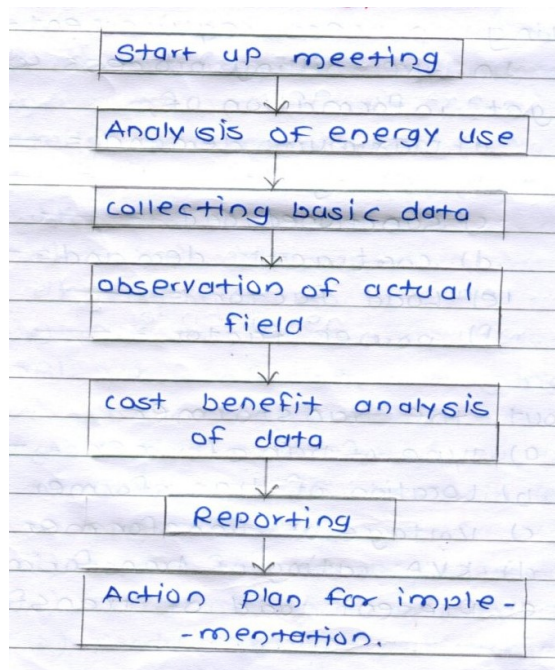 Start up meeting
Analysis of energy use
collecting basic data
observation of actual
field
cost benefit analysis
of data
Reporting
Action plan for imple-
-mentation.